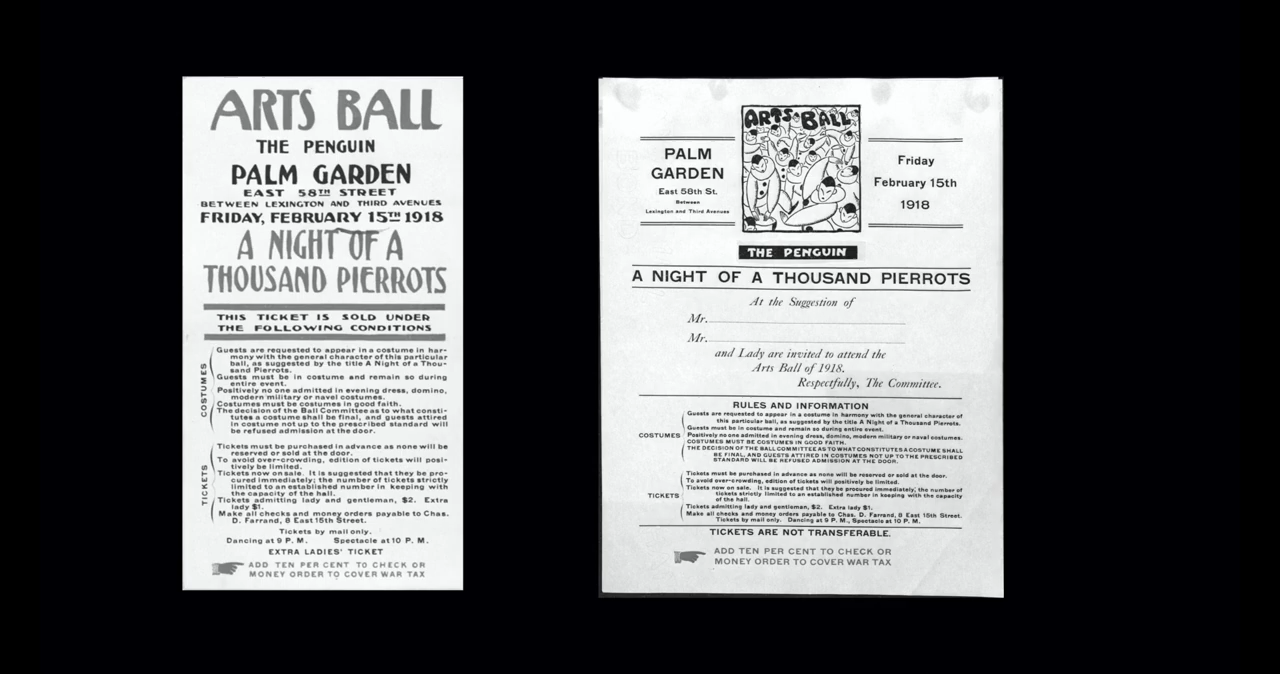 ARTS BALL
THE PENGUIN
PALM GARDEN
EAST 58TH STREET
BETWEEN LEXINGTON AND THIRD AVENUES
FRIDAY, FEBRUARY 15TH 1918
A NIGHT OF A
THOUSAND PIERROTS
THIS TICKET IS SOLD UNDER
THE FOLLOWING CONDITIONS
COSTUMES
Guests are requested to appear in a costume in har-
mony with the general character of this particular
ball, as suggested by the title A Night of a Thou-
sand Pierrots.
Guests must be in costume and remain so during
entire event.
Positively no one admitted in evening dress, domino,
modern military or navel costumes.
Costumes must be costumes in good faith.
The decision of the Ball Committee as to what consti-
tutes a costume shall be final, and guests attired
in costume not up to the prescribed standard will
be refused admission at the door.
TICKETS
Tickets must be purchased in advance as none will be
reserved or sold at the door.
To avoid over-crowding, edition of tickets will posi-
tively be limited.
Tickets now on sale. It is suggested that they be pro-
cured immediately; the number of tickets strictly
limited to an established number in keeping with
the capacity of the hall.
Tickets admitting lady and gentleman, $2. Extra
lady $1.
Make all checks and money orders payable to Chas.
D. Farrand, 8 East 15th Street.
Tickets by mail only.
Dancing at 9 P. M. Spectacle at 10 P. M.
EXTRA LADIES' TICKET
ADD TEN PER CENT TO CHECK OR
MONEY ORDER TO COVER WAR TAX
ARTS BALL
PALM
GARDEN
East 58th St.
Between
Lexington and Third Avenues
Friday
February 15th
1918
THE PENGUIN
A NIGHT OF A THOUSAND PIERROTS
At the Suggestion of
Mr.
Mr.
and Lady are invited to attend the
Arts Ball of 1918.
Respectfully, The Committee.
RULES AND INFORMATION
COSTUMES
Guests are requested to appear in a costume in harmony with the general character of
this particular ball, as suggested by the title A Night of a Thousand Pierrots.
Guests must be in costume and remain so during entire event.
Positively no one admitted in evening dress, domino, modern military or naval costumes.
COSTUMES MUST BE COSTUMES IN GOOD FAITH.
THE DECISION OF THE BALL COMMITTEE AS TO WHAT CONSTITUTES A COSTUME SHALL
BE FINAL, AND GUESTS ATTIRED IN COSTUMES NOT UP TO THE PRESCRIBED
STANDARD WILL BE REFUSED ADMISSION AT THE DOOR.
TICKETS
Tickets must be purchased in advance as none will be reserved or sold at the door.
To avoid over-crowding, edition of tickets will positively be limited.
Tickets now on sale. It is suggested that they be procured immediately; the number of
tickets strictly limited to an established number in keeping with the capacity
of the hall.
Tickets admitting lady and gentleman, $2. Extra lady $1.
Make all checks and money orders payable to Chas. D. Farrand, 8 East 15th Street.
Tickets by mail only. Dancing at 9 P. M., Spectacle at 10 P. M.
TICKETS ARE NOT TRANSFERABLE.
ADD TEN PER CENT TO CHECK OR
MONEY ORDER TO COVER WAR TAX